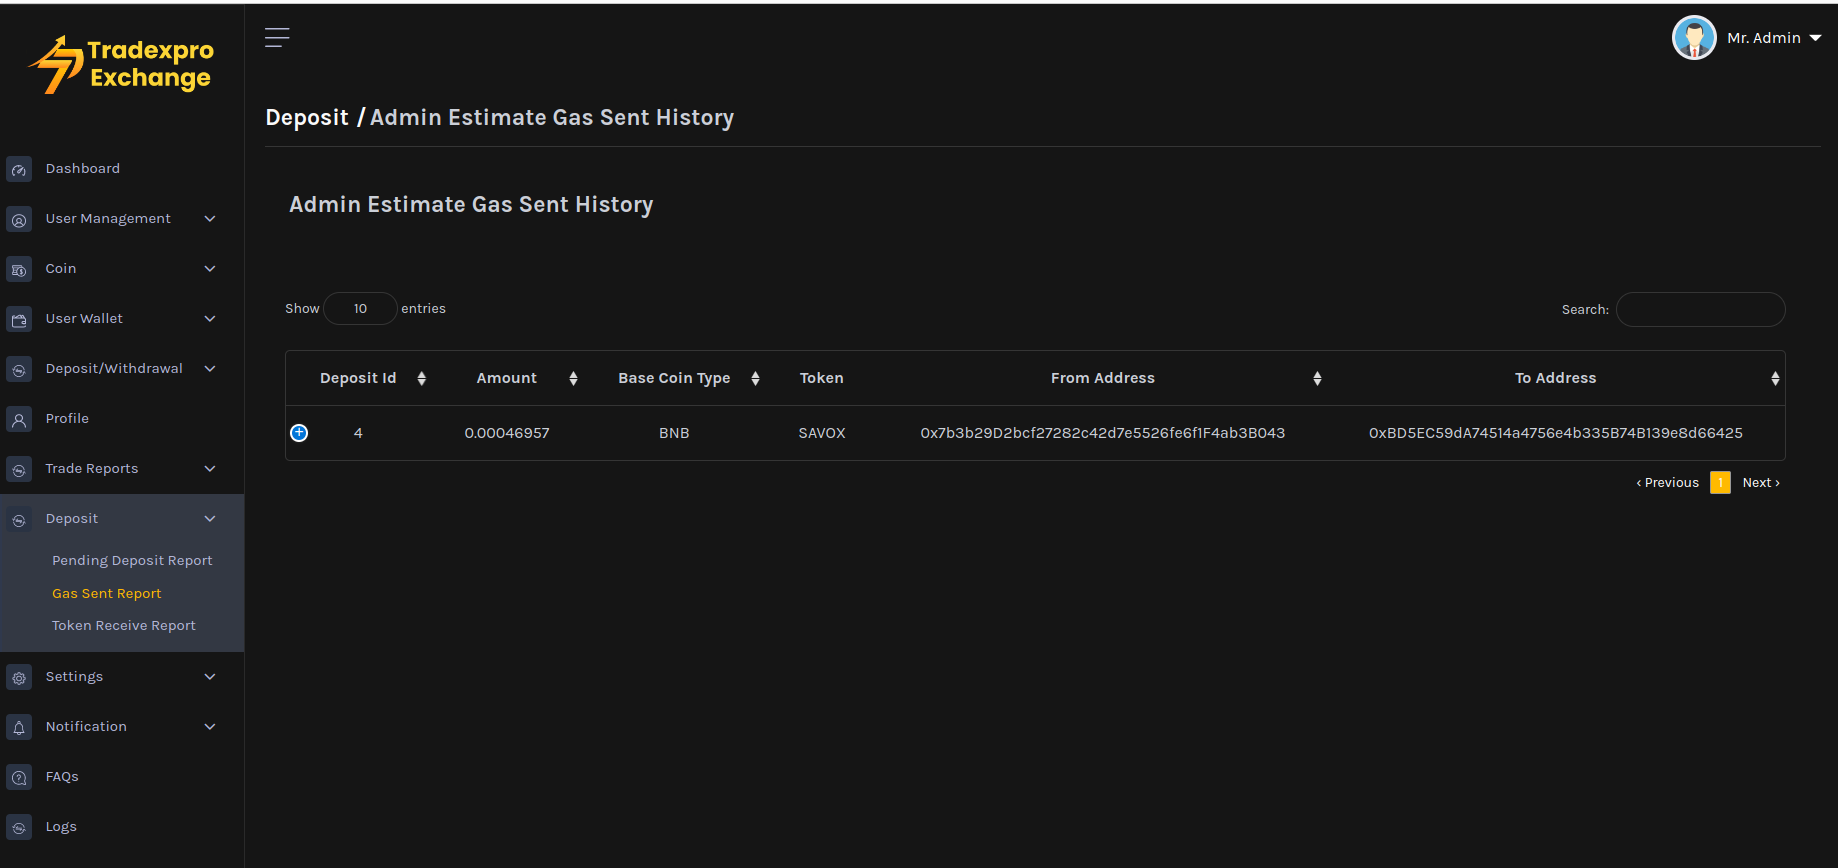 Tradexpro
Exchange
Mr. Admin
Deposit / Admin Estimate Gas Sent History
Dashboard
User Management
Coin
User Wallet
Deposit/Withdrawal
Profile
Trade Reports
Deposit
Pending Deposit Report
Gas Sent Report
Token Receive Report
Settings
Notification
FAQs
Logs
Admin Estimate Gas Sent History
Show 10 entries
Search:
Deposit Id Amount Base Coin Type Token From Address To Address
4 0.00046957 BNB SAVOX 0x7b3b29D2bcf27282c42d7e5526fe6f1F4ab3B043 0xBD5EC59dA74514a4756e4b335B74B139e8d66425
‹ Previous 1 Next ›